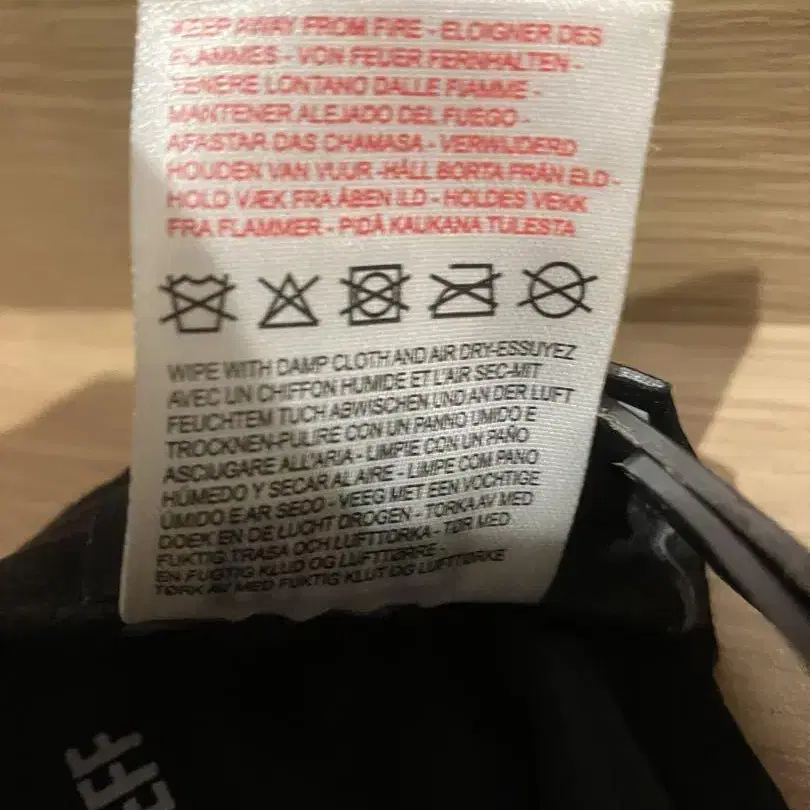 KEEP AWAY FROM FIRE - ELOIGNER DES
FLAMMES - VON FEUER FERNHALTEN -
TENERE LONTANO DALLE FIAMME -
MANTENER ALEJADO DEL FUEGO -
AFASTAR DAS CHAMASA - VERWIJDERD
HOUDEN VAN VUUR -HÅLL BORTA FRÅN ELD -
HOLD VÆK FRA ÅBEN ILD - HOLDES VEKK
FRA FLAMMER - PIDÄ KAUKANA TULESTA
WIPE WITH DAMP CLOTH AND AIR DRY-ESSUYEZ
AVEC UN CHIFFON HUMIDE ET L'AIR SEC-MIT
FEUCHTEM TUCH ABWISCHEN UND AN DER LUFT
TROCKNEN-PULIRE CON UN PANNO UMIDO E
ASCIUGARE ALL'ARIA - LIMPIE CON UN PAÑO
HÚMEDO Y SECAR AL AIRE - LIMPE COM PANO
ÚMIDO E AR SECO - VEEG MET EEN VOCHTIGE
DOEK EN DE LUCHT DROGEN - TORKA AV MED
FUKTIG TRASA OCH LUFTTORKA - TØR MED
EN FUGTIG KLUD OG LUFTTØRRE -
TØRK AV MED FUKTIG KLUT OG LUFTTØRKE